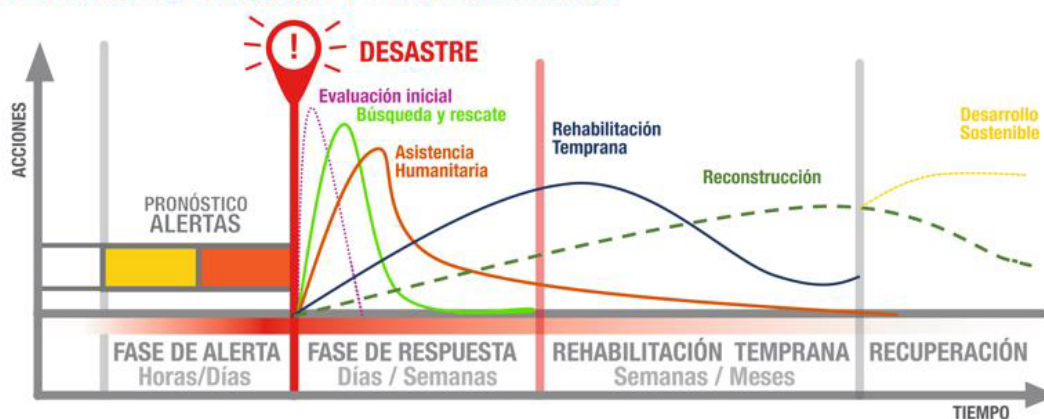 !
DESASTRE
ACCIONES
Evaluación inicial
Búsqueda y rescate
Asistencia
Humanitaria
Rehabilitación
Temprana
Reconstrucción
Desarrollo
Sostenible
PRONÓSTICO
ALERTAS
FASE DE ALERTA
Horas/Días
FASE DE RESPUESTA
Días / Semanas
REHABILITACIÓN TEMPRANA
Semanas / Meses
RECUPERACIÓN
TIEMPO